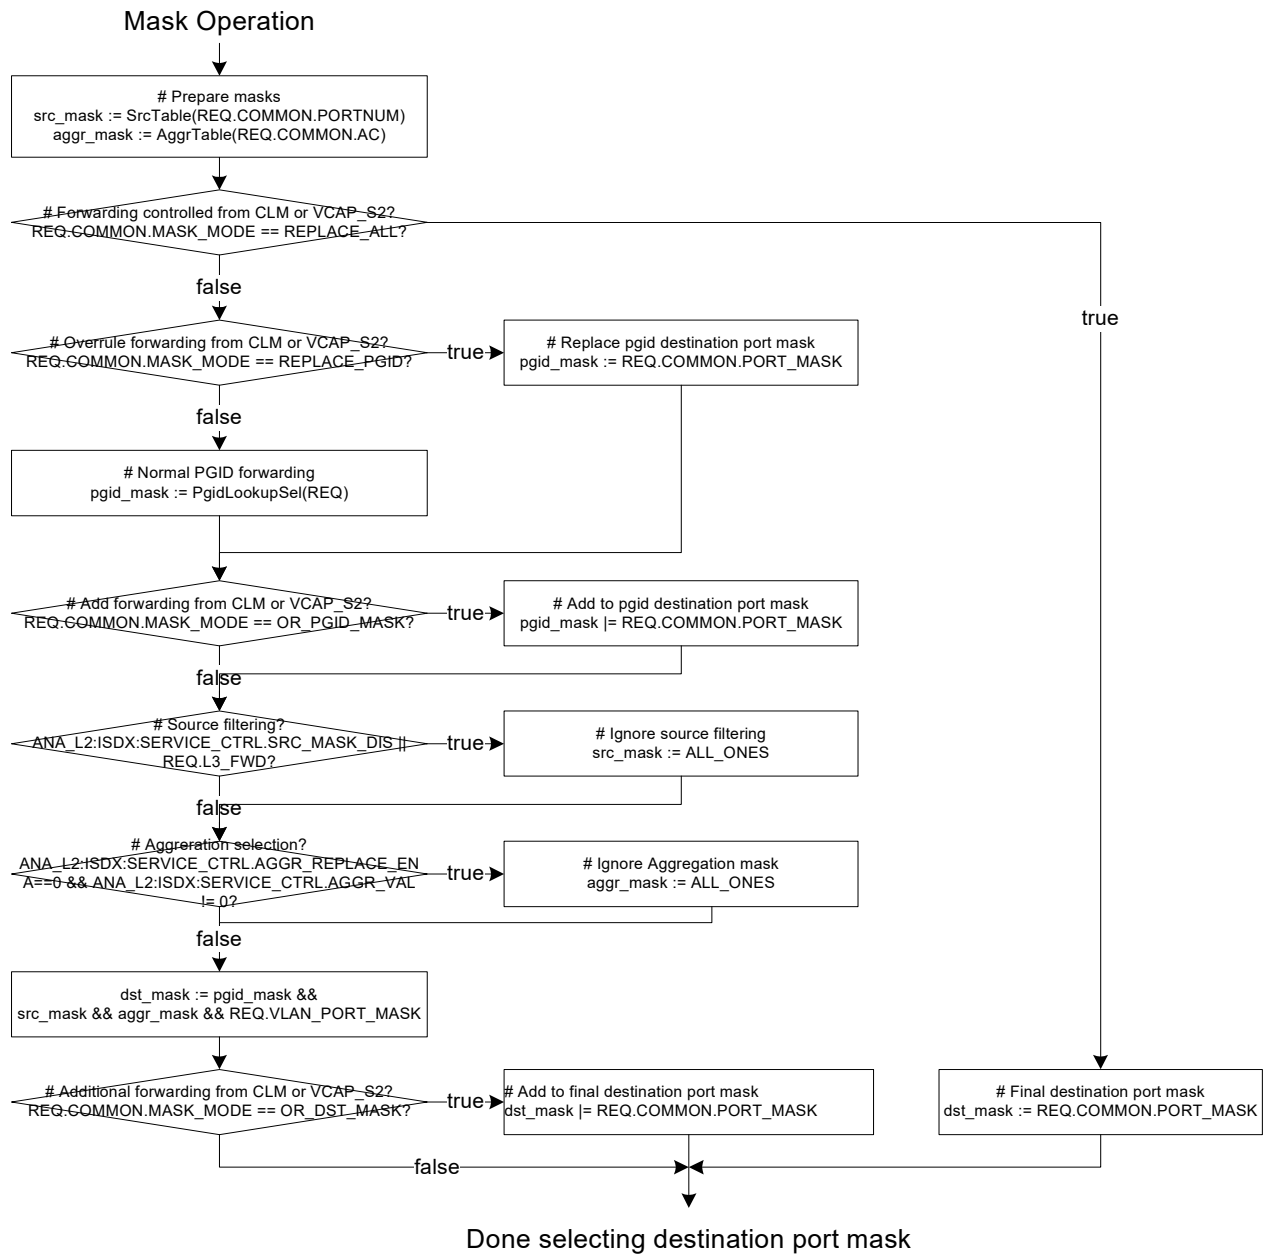 Mask Operation
# Prepare masks
src_mask := SrcTable(REQ.COMMON.PORTNUM)
aggr_mask := AggrTable(REQ.COMMON.AC)
# Forwarding controlled from CLM or VCAP_S2?
REQ.COMMON.MASK_MODE == REPLACE_ALL?
false
true
# Overrule forwarding from CLM or VCAP_S2?
REQ.COMMON.MASK_MODE == REPLACE_PGID?
true
# Replace pgid destination port mask
pgid_mask := REQ.COMMON.PORT_MASK
false
# Normal PGID forwarding
pgid_mask := PgidLookupSel(REQ)
# Add forwarding from CLM or VCAP_S2?
REQ.COMMON.MASK_MODE == OR_PGID_MASK?
true
# Add to pgid destination port mask
pgid_mask |= REQ.COMMON.PORT_MASK
false
# Source filtering?
ANA_L2:ISDX:SERVICE_CTRL.SRC_MASK_DIS ||
REQ.L3_FWD?
true
# Ignore source filtering
src_mask := ALL_ONES
false
# Aggreration selection?
ANA_L2:ISDX:SERVICE_CTRL.AGGR_REPLACE_EN
A==0 && ANA_L2:ISDX:SERVICE_CTRL.AGGR_VAL
!= 0?
true
# Ignore Aggregation mask
aggr_mask := ALL_ONES
false
dst_mask := pgid_mask &&
src_mask && aggr_mask && REQ.VLAN_PORT_MASK
# Additional forwarding from CLM or VCAP_S2?
REQ.COMMON.MASK_MODE == OR_DST_MASK?
true
# Add to final destination port mask
dst_mask |= REQ.COMMON.PORT_MASK
# Final destination port mask
dst_mask := REQ.COMMON.PORT_MASK
false
Done selecting destination port mask